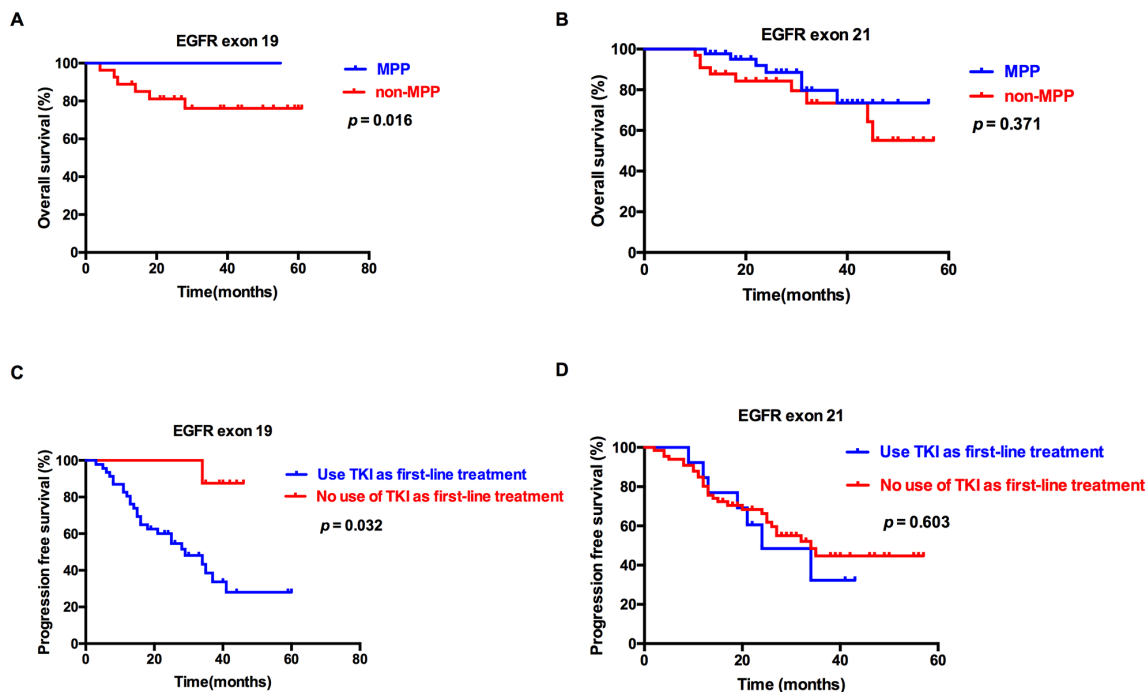 A
EGFR exon 19
Overall survival (%)
100
80
60
40
20
0
0
20
40
60
80
Time(months)
MPP
non-MPP
p = 0.016
B
EGFR exon 21
Overall survival (%)
100
80
60
40
20
0
0
20
40
60
Time(months)
MPP
non-MPP
p = 0.371
C
EGFR exon 19
Progression free survival (%)
100
80
60
40
20
0
0
20
40
60
80
Time(months)
Use TKI as first-line treatment
No use of TKI as first-line treatment
p = 0.032
D
EGFR exon 21
Progression free survival (%)
100
80
60
40
20
0
0
20
40
60
Time (months)
Use TKI as first-line treatment
No use of TKI as first-line treatment
p = 0.603